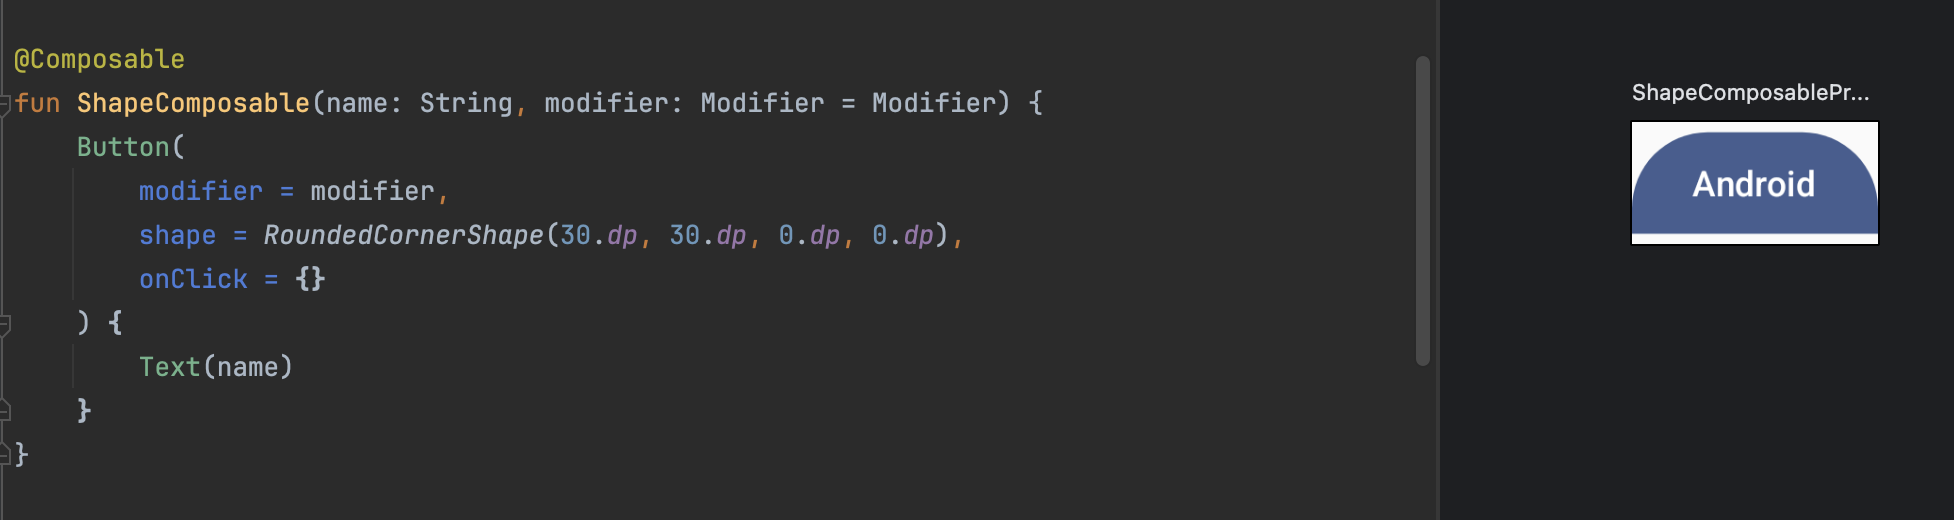 @Composable
fun ShapeComposable(name: String, modifier: Modifier = Modifier) {
    Button(
        modifier = modifier,
        shape = RoundedCornerShape(30.dp, 30.dp, 0.dp, 0.dp),
        onClick = {}
    ) {
        Text(name)
    }
}
ShapeComposablePr...
Android